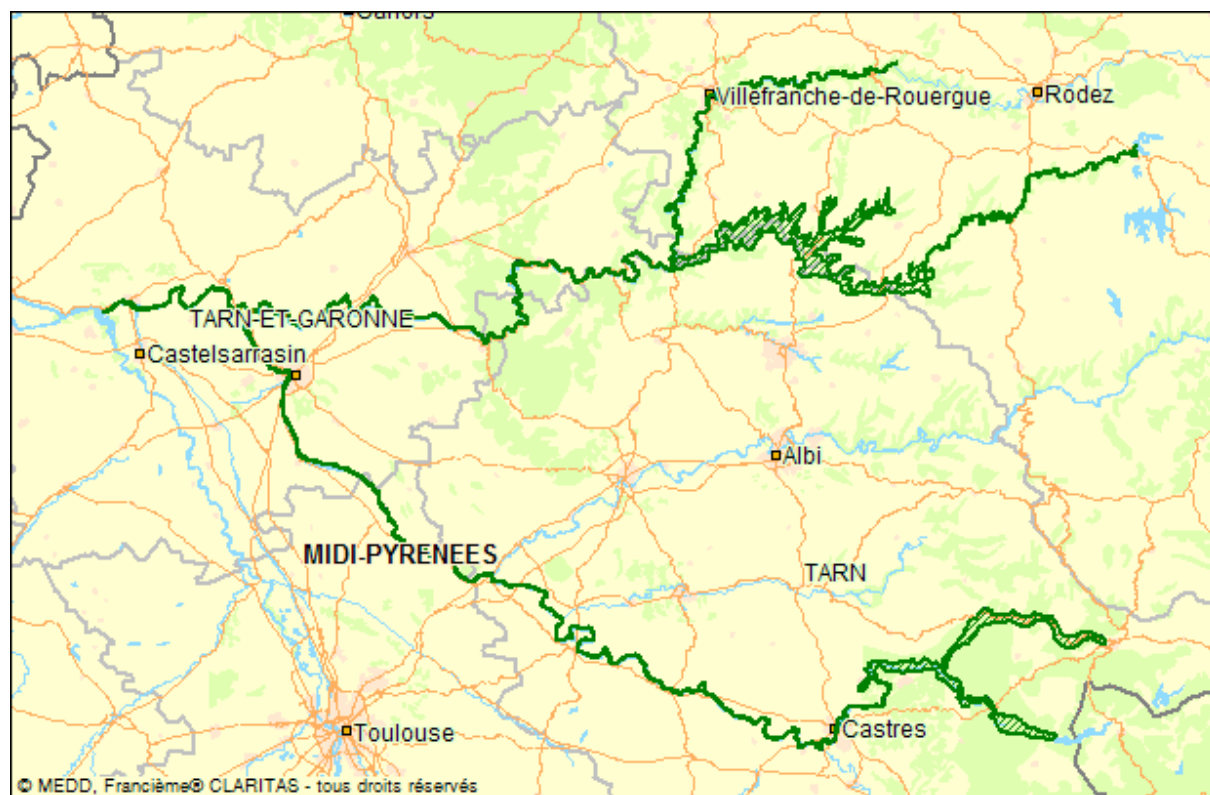 Cahors
Villefranche-de-Rouergue
Rodez
TARN-ET-GARONNE
Castelsarrasin
Albi
MIDI-PYRENEES
TARN
Toulouse
Castres
© MEDD, Francième® CLARITAS - tous droits réservés